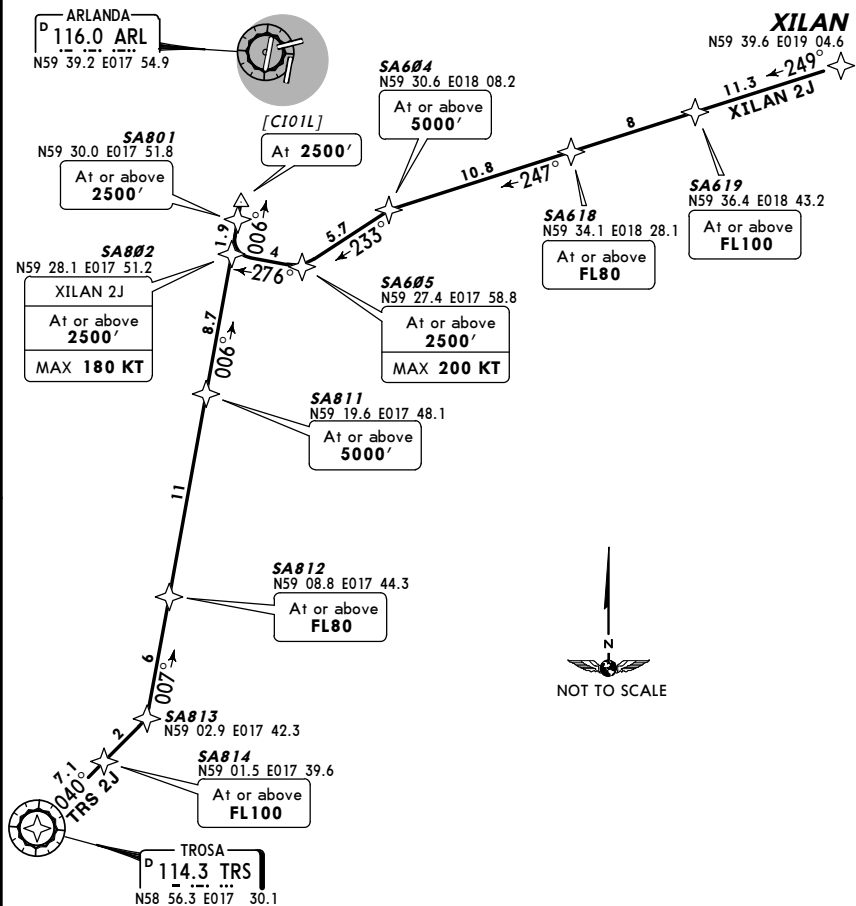 ARLANDA
D 116.0 ARL
N59 39.2 E017 54.9
XILAN
N59 39.6 E019 04.6
249°
11.3
XILAN 2J
SA6Ø4
N59 30.6 E018 08.2
At or above
5000'
[CI01L]
At 2500'
SA801
N59 30.0 E017 51.8
At or above
2500'
8
10.8
247°
SA619
N59 36.4 E018 43.2
At or above
FL100
SA618
N59 34.1 E018 28.1
At or above
FL80
5.7
233°
1.9
006°
4
276°
SA8Ø2
N59 28.1 E017 51.2
XILAN 2J
At or above
2500'
MAX 180 KT
SA6Ø5
N59 27.4 E017 58.8
At or above
2500'
MAX 200 KT
8.7
006°
SA811
N59 19.6 E017 48.1
At or above
5000'
11
SA812
N59 08.8 E017 44.3
At or above
FL80
N
NOT TO SCALE
6
007°
SA813
N59 02.9 E017 42.3
2
SA814
N59 01.5 E017 39.6
At or above
FL100
7.1
040°
TRS 2J
TROSA
D 114.3 TRS
N58 56.3 E017 30.1